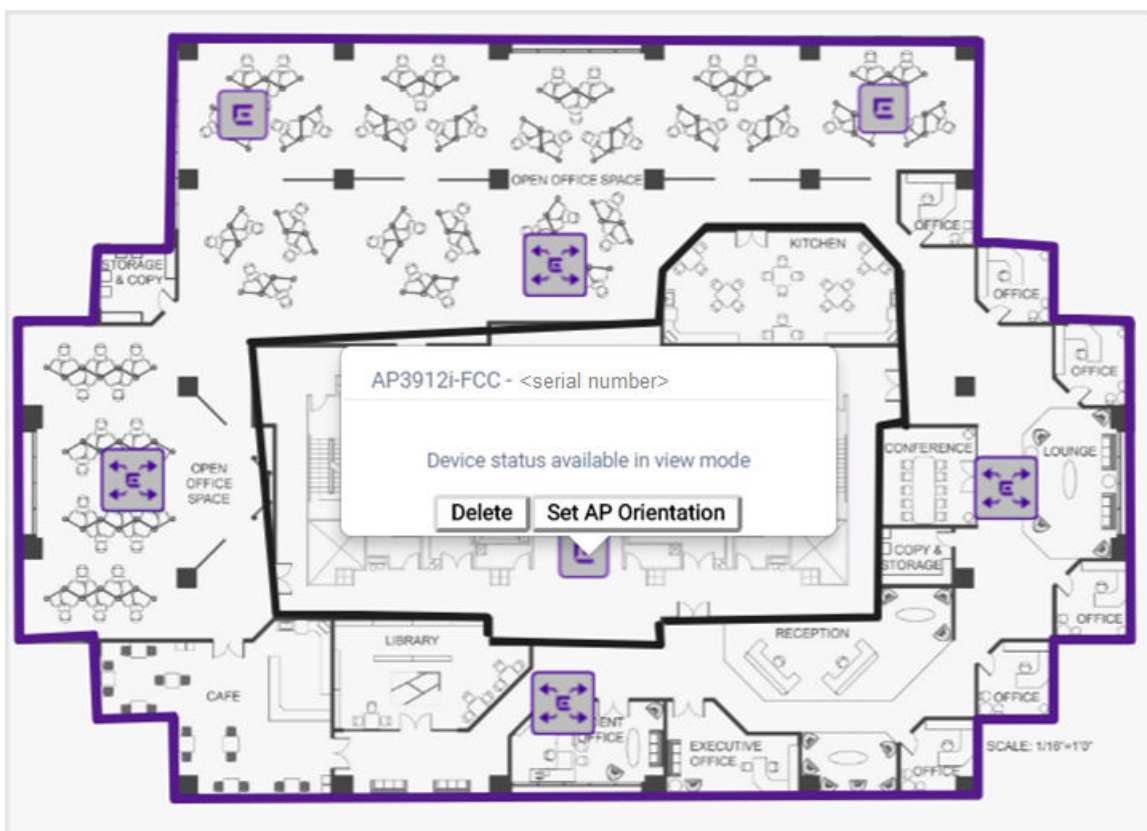 OPEN OFFICE SPACE
OFFICE
KITCHEN
STORAGE
& COPY
OFFICE
OFFICE
AP3912i-FCC - <serial number>
Device status available in view mode
Delete
Set AP Orientation
OPEN
OFFICE
SPACE
CONFERENCE
LOUNGE
COPY &
STORAGE
OFFICE
RECEPTION
LIBRARY
CAFE
OFFICE
OFFICE
EXECUTIVE
OFFICE
OFFICE
SCALE: 1/16"=1'0"